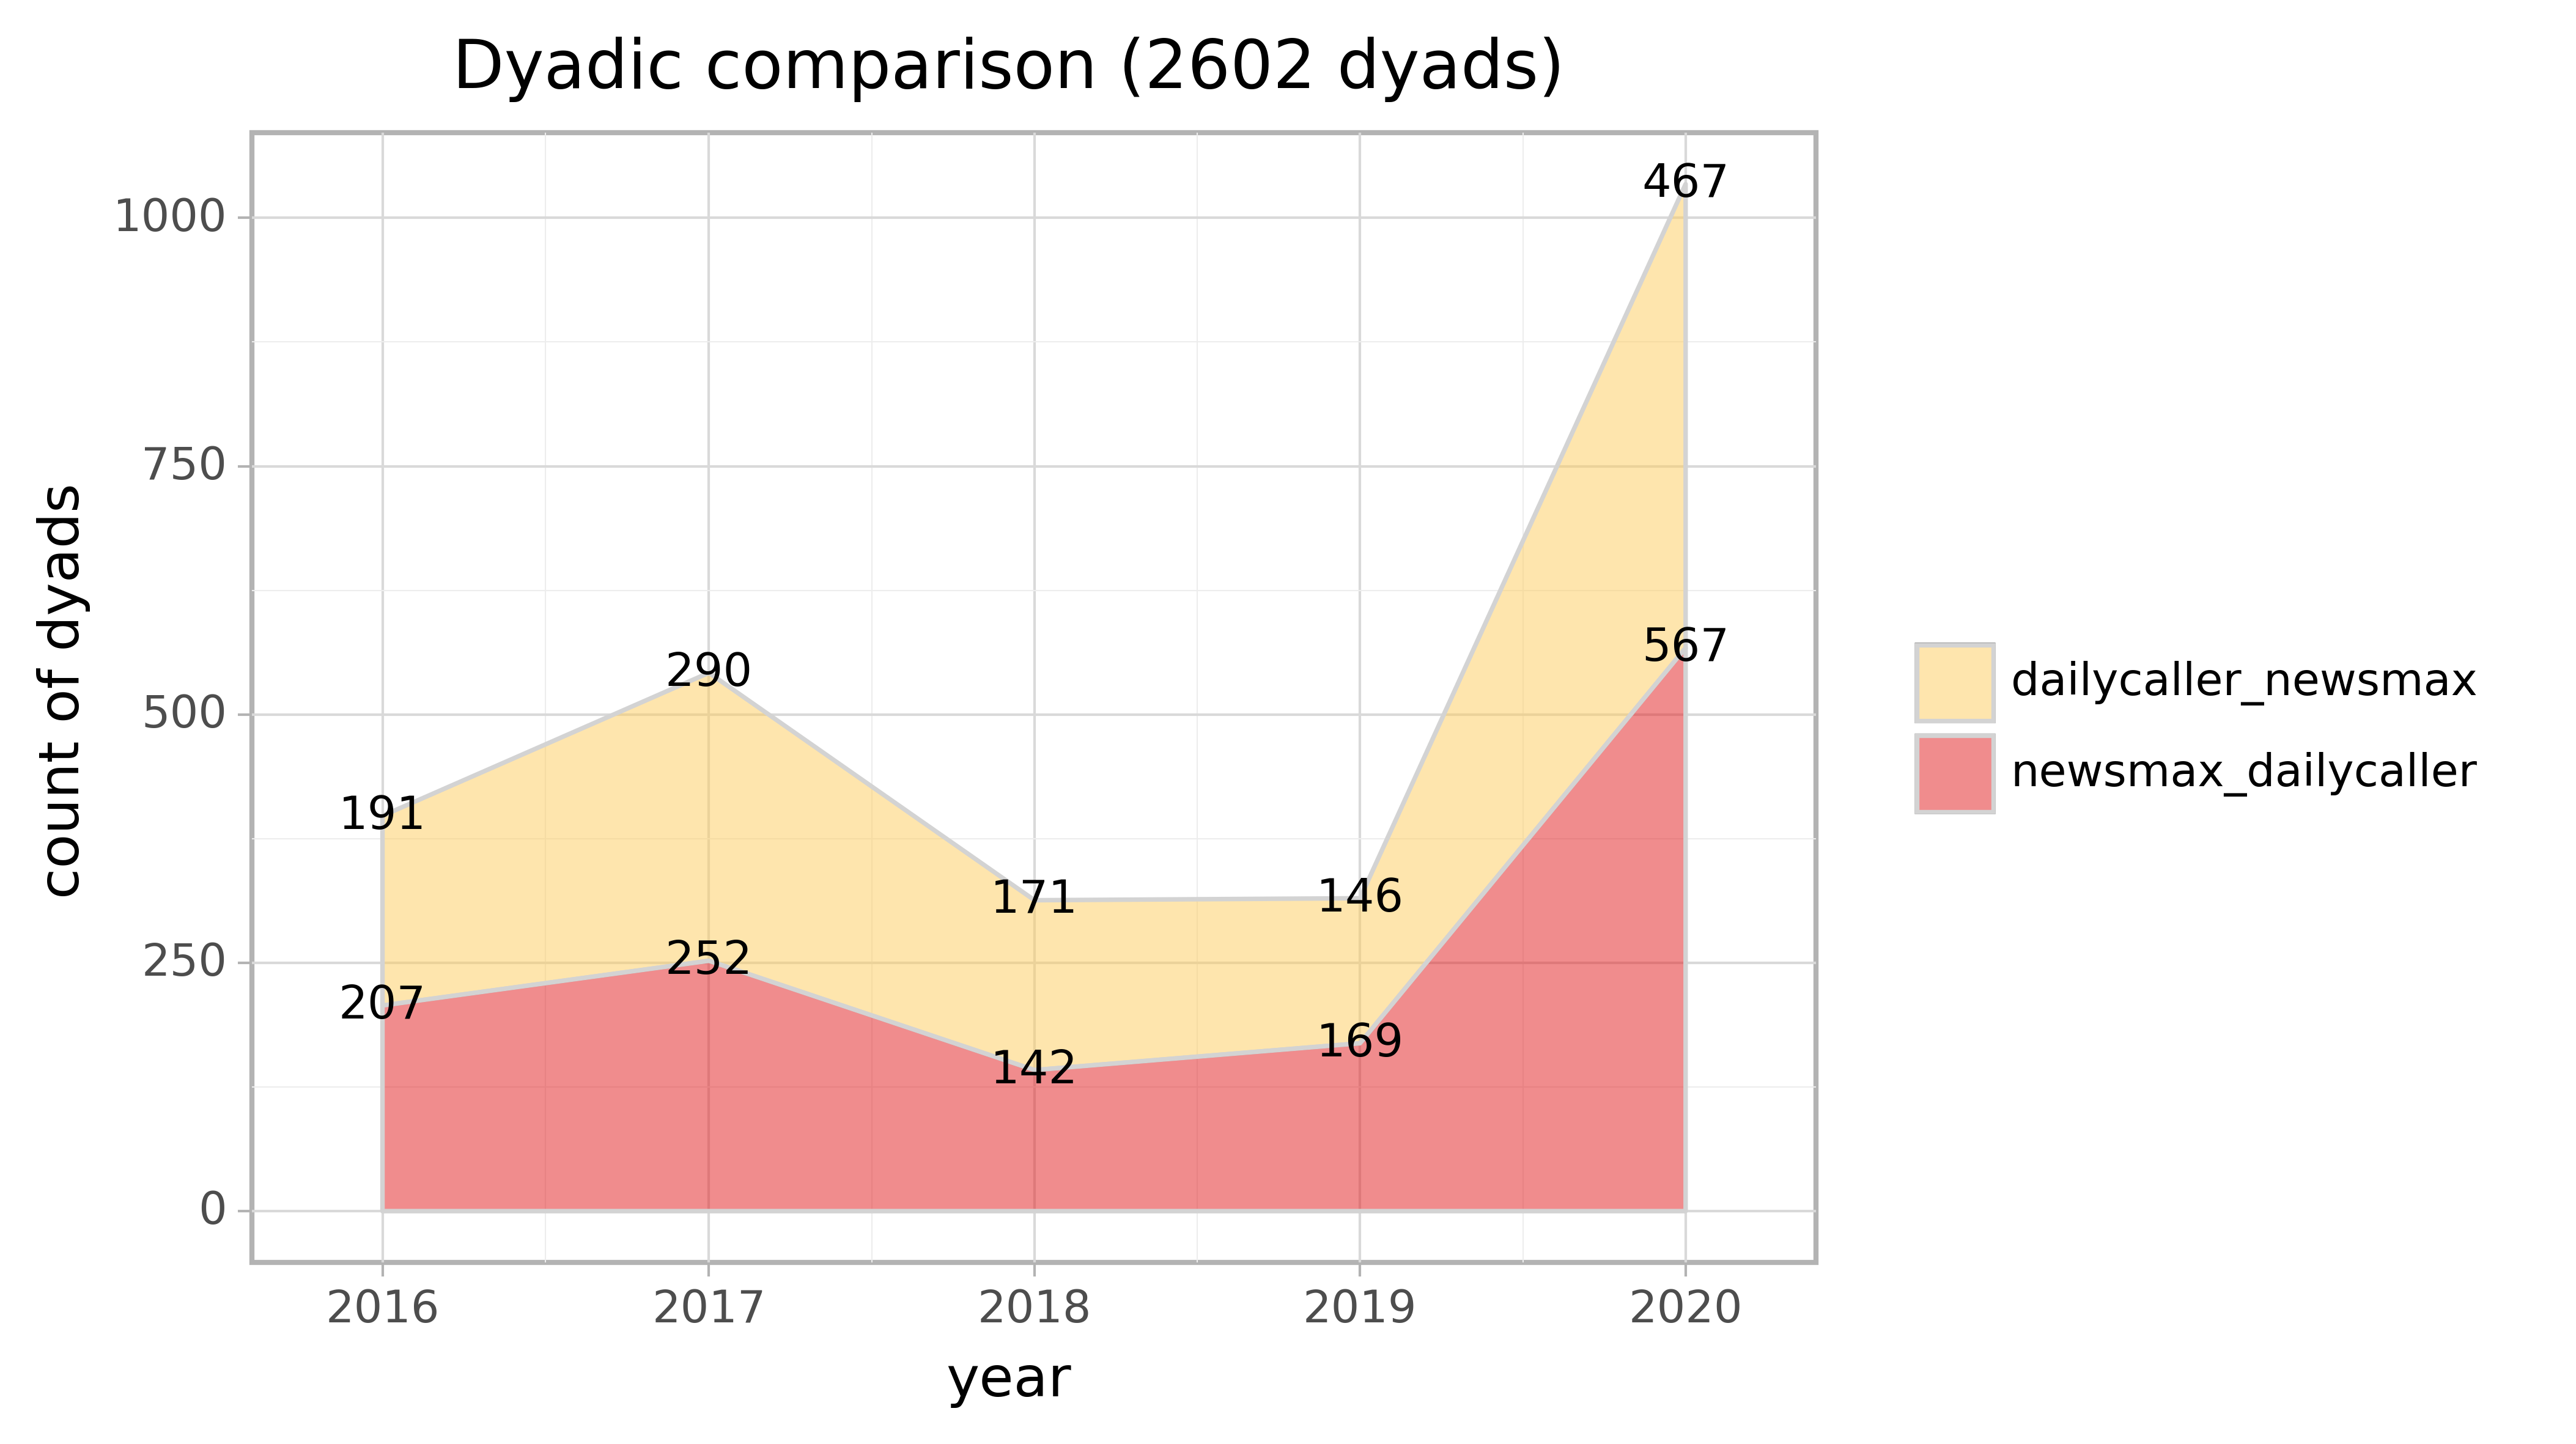 Dyadic comparison (2602 dyads)
count of dyads
1000
750
500
250
0
467
567
290
191
171
146
252
207
142
169
2016 2017 2018 2019 2020
year
dailycaller_newsmax
newsmax_dailycaller